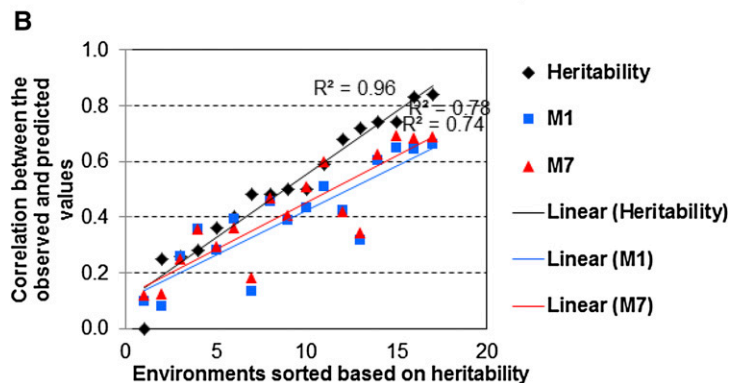 B
Correlation between the
observed and predicted
values
1.0
0.8
0.6
0.4
0.2
0.0
R² = 0.96
R² = 0.78
R² = 0.74
0 5 10 15 20
Environments sorted based on heritability
Heritability
M1
M7
Linear (Heritability)
Linear (M1)
Linear (M7)